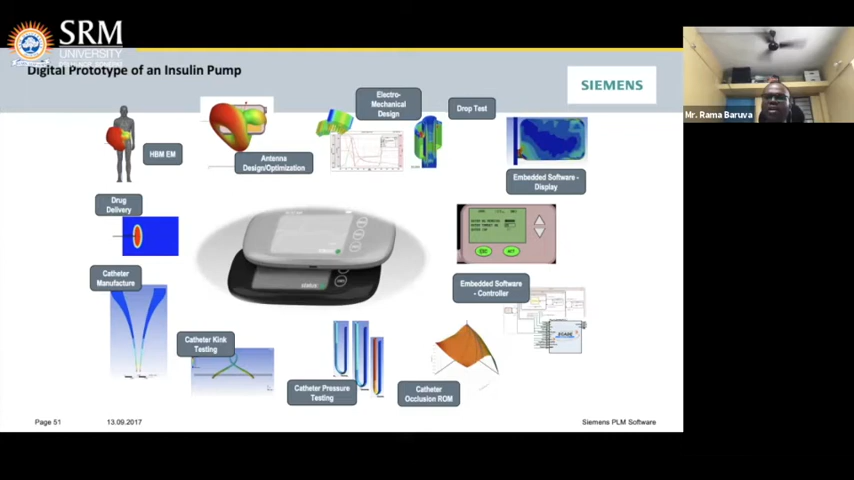 SRM
UNIVERSITY
Digital Prototype of an Insulin Pump
SIEMENS
Mr. Rama Baruva
Electro-
Mechanical
Design
Drop Test
HBM EM
Antenna
Design/Optimization
Embedded Software -
Display
Drug
Delivery
Catheter
Manufacture
Embedded Software
- Controller
Catheter Kink
Testing
Catheter Pressure
Testing
Catheter
Occlusion ROM
Page 51
13.09.2017
Siemens PLM Software